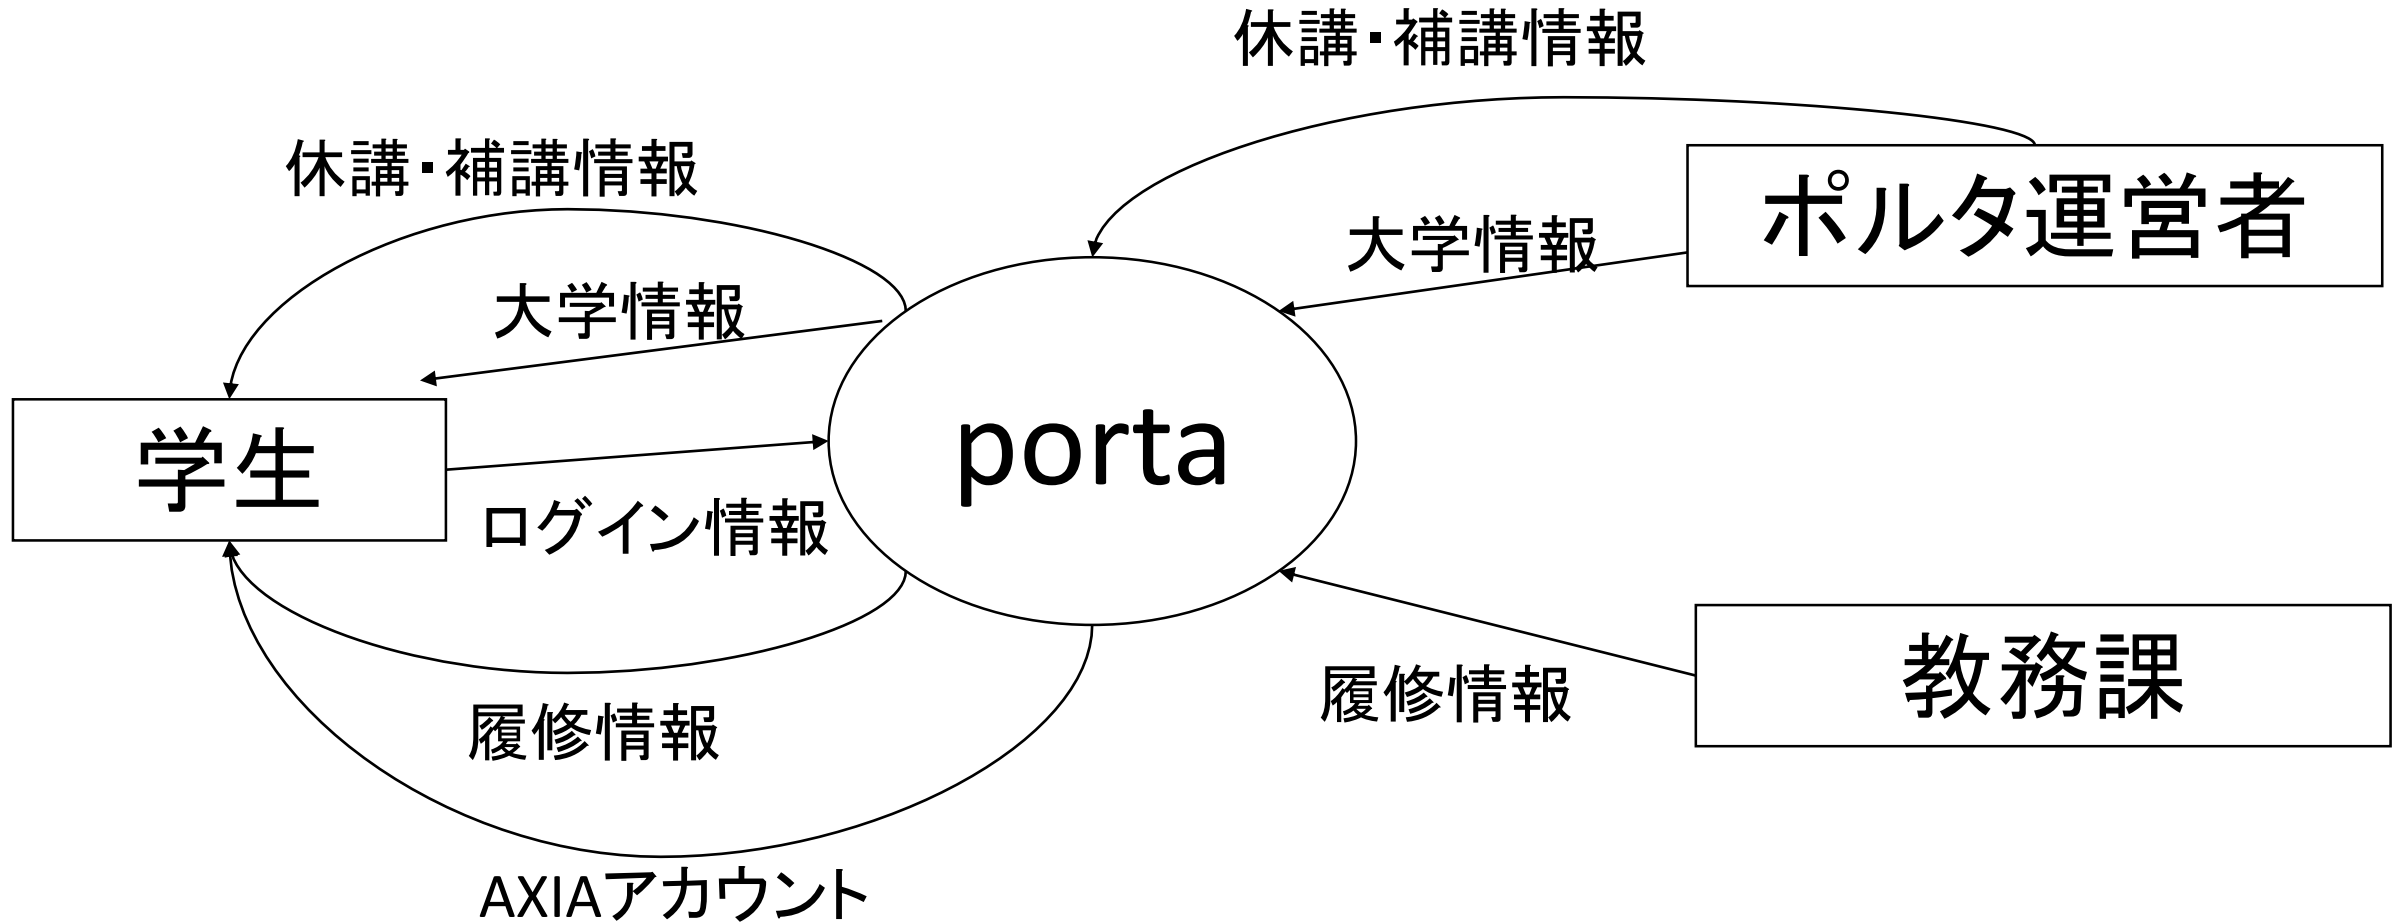 休講・補講情報
休講・補講情報
ポルタ運営者
大学情報
大学情報
学生
porta
ログイン情報
教務課
履修情報
履修情報
AXIAアカウント